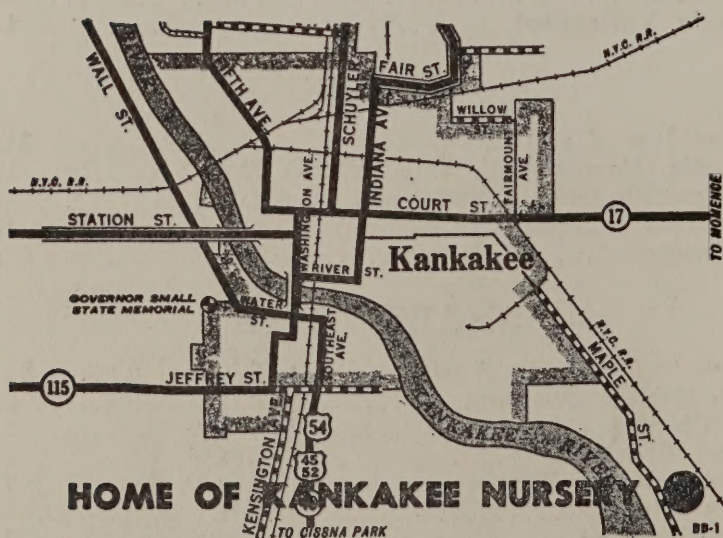 N.Y.C. R.R.
WALL ST.
FIFTH AVE
SCHUYLER
FAIR ST.
WILLOW ST.
INDIANA AV
FAIRMOUNT AVE.
N.Y.C. R.R.
WASHINGTON AVE.
COURT ST.
17
TO MOMENCE
STATION ST.
Kankakee
RIVER ST.
GOVERNOR SMALL
STATE MEMORIAL
WATER ST.
SOUTHEAST AVE.
N.Y.C. R.R.
MAPLE ST.
115
JEFFREY ST.
KENSINGTON AVE.
54
KANKAKEE RIVER
45
52
HOME OF KANKAKEE NURSERY
TO CISSNA PARK
BB-1